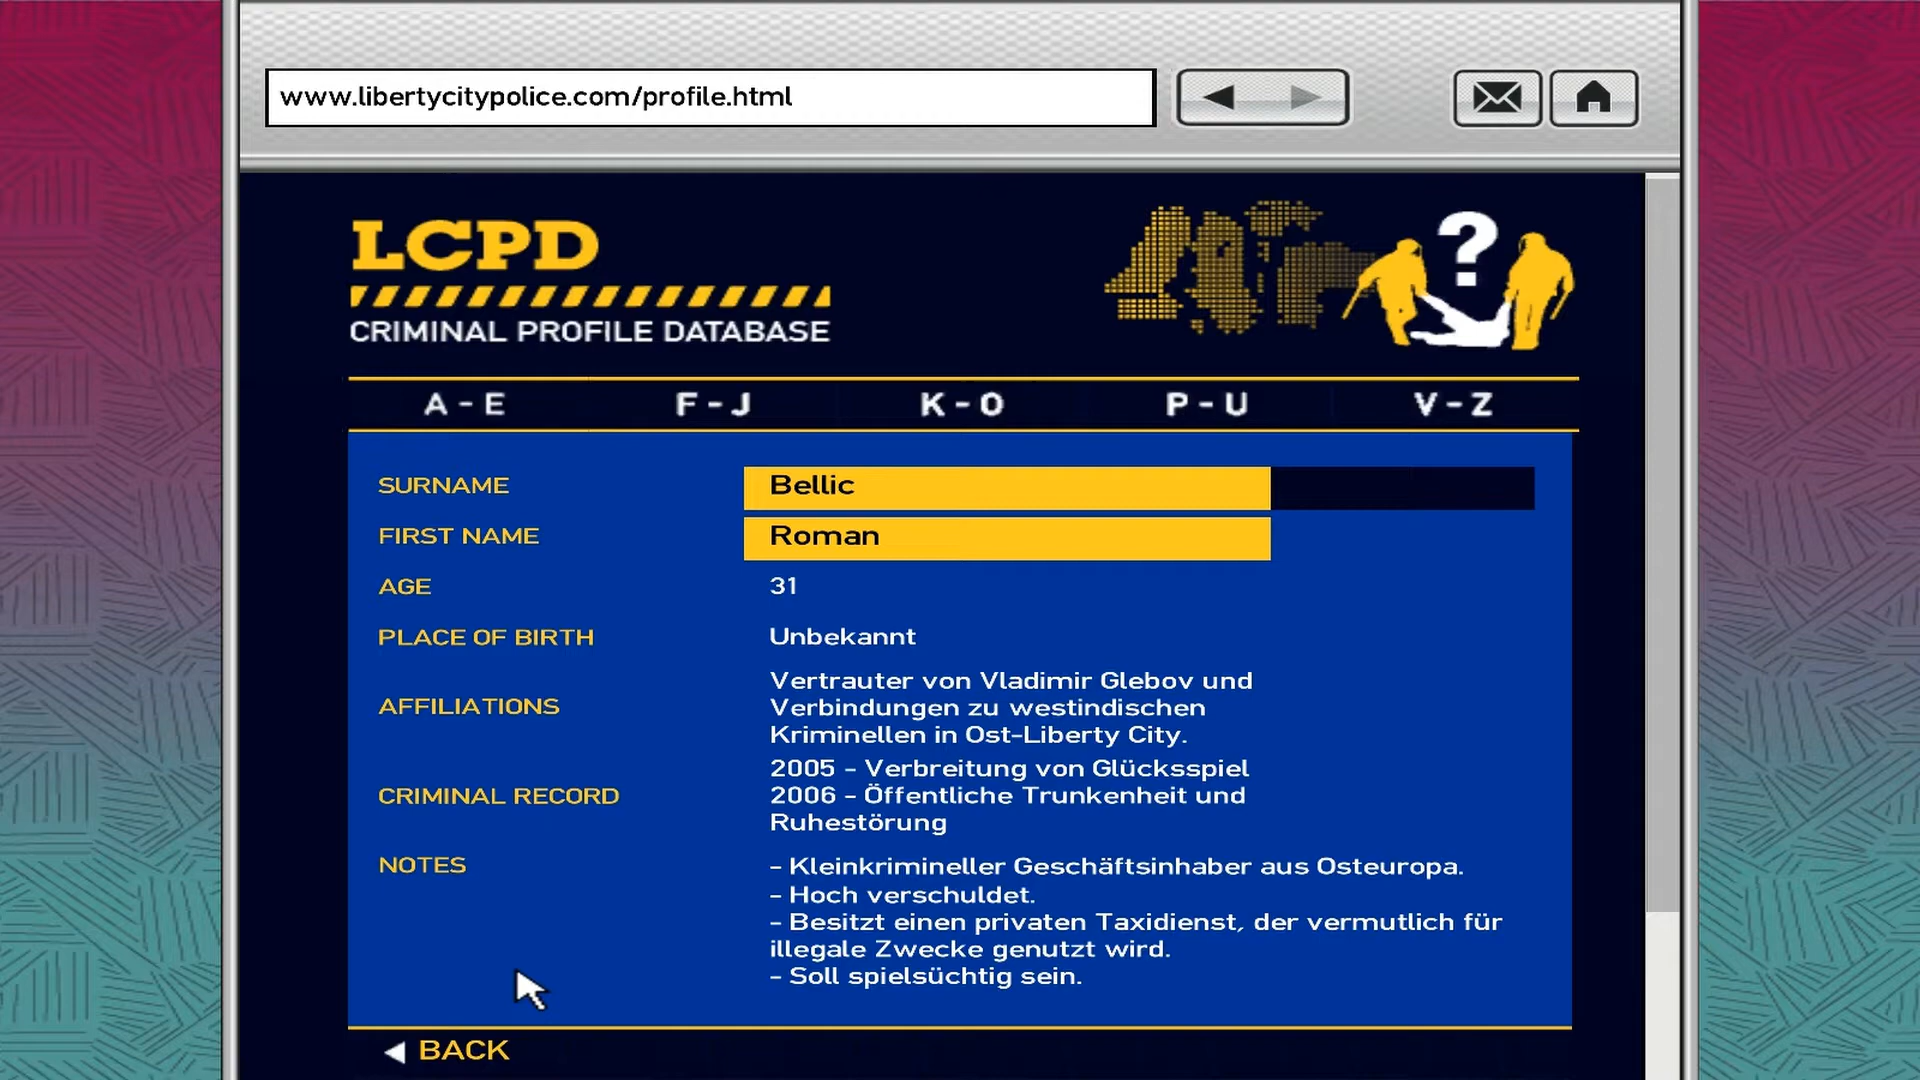 www.libertycitypolice.com/profile.html
LCPD
?
CRIMINAL PROFILE DATABASE
A - E F - J K - O P - U V - Z
SURNAME Bellic
FIRST NAME Roman
AGE 31
PLACE OF BIRTH Unbekannt
AFFILIATIONS
Vertrauter von Vladimir Glebov und
Verbindungen zu westindischen
Kriminellen in Ost-Liberty City.
CRIMINAL RECORD
2005 - Verbreitung von Glücksspiel
2006 - Öffentliche Trunkenheit und
Ruhestörung
NOTES
- Kleinkrimineller Geschäftsinhaber aus Osteuropa.
- Hoch verschuldet.
- Besitzt einen privaten Taxidienst, der vermutlich für
illegale Zwecke genutzt wird.
- Soll spielsüchtig sein.
BACK